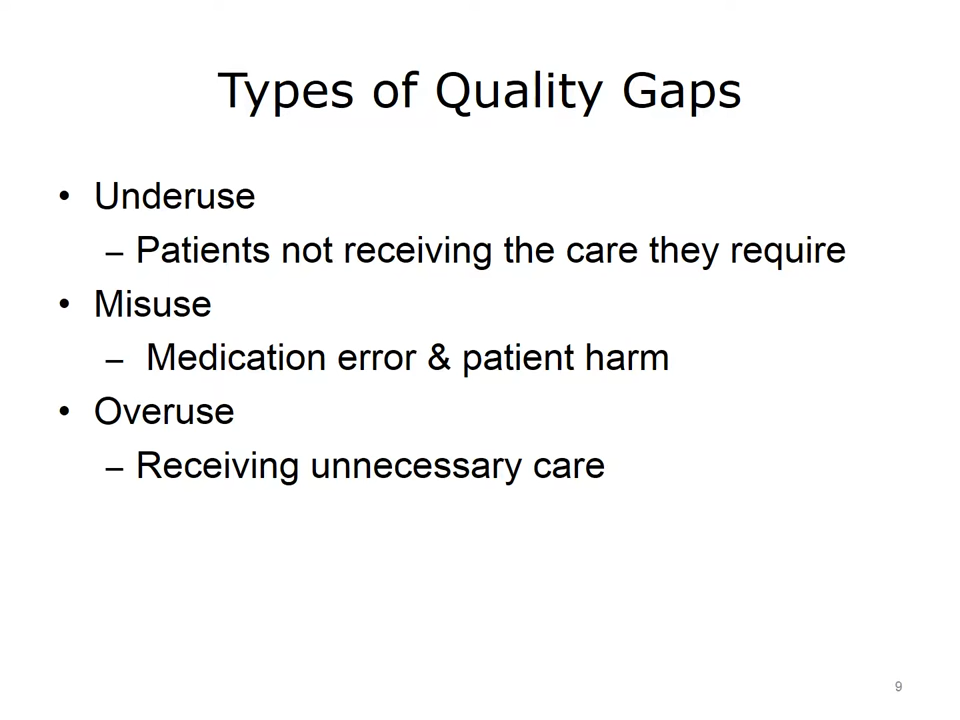 Types of Quality Gaps
• Underuse
– Patients not receiving the care they require
• Misuse
– Medication error & patient harm
• Overuse
– Receiving unnecessary care
9